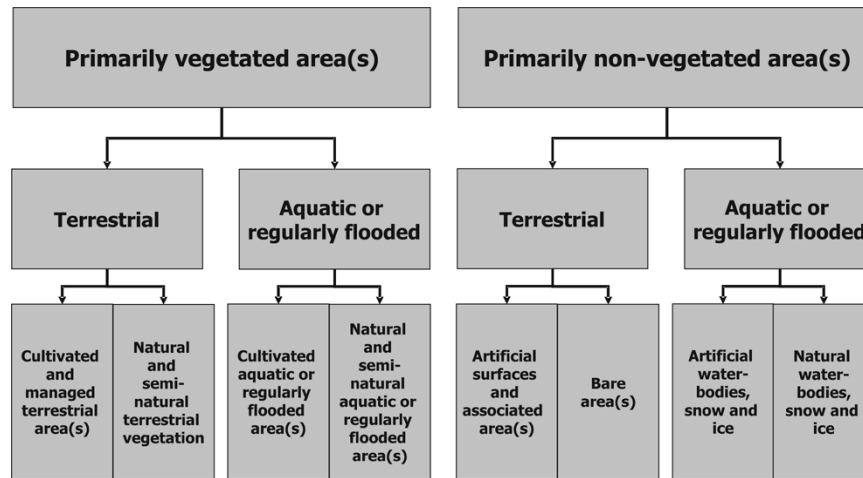 Primarily vegetated area(s)
Primarily non-vegetated area(s)
Terrestrial
Aquatic or
regularly flooded
Terrestrial
Aquatic or
regularly flooded
Cultivated
and
managed
terrestrial
area(s)
Natural
and
semi-
natural
terrestrial
vegetation
Cultivated
aquatic or
regularly
flooded
area(s)
Natural
and
semi-
natural
aquatic or
regularly
flooded
area(s)
Artificial
surfaces
and
associated
area(s)
Bare
area(s)
Artificial
water-
bodies,
snow and
ice
Natural
water-
bodies,
snow and
ice